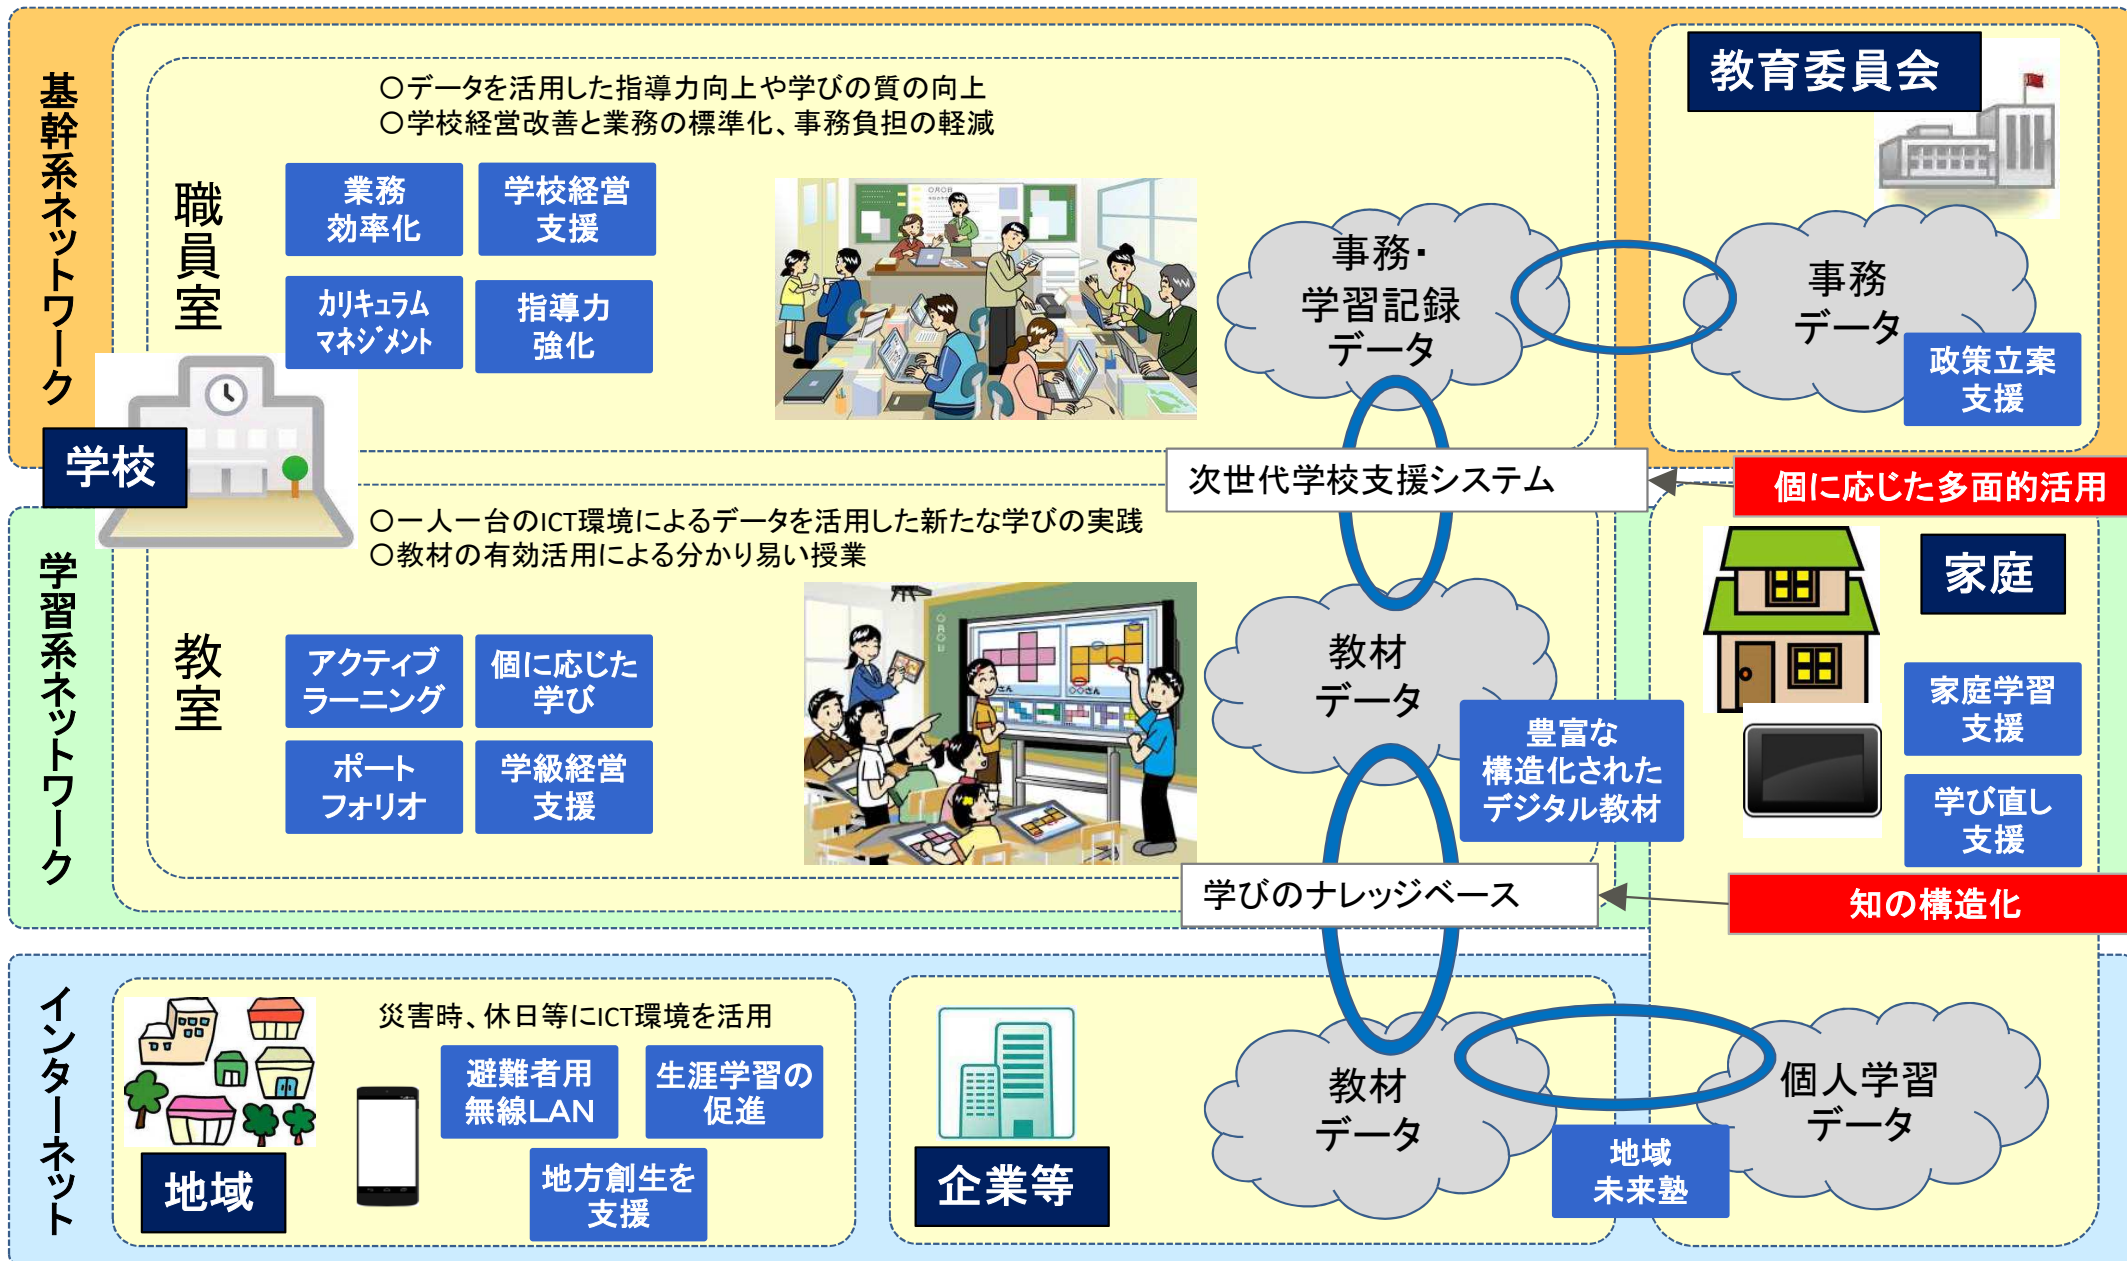 基幹系ネットワーク
〇データを活用した指導力向上や学びの質の向上
〇学校経営改善と業務の標準化、事務負担の軽減
職員室
業務
効率化
学校経営
支援
カリキュラム
マネジメント
指導力
強化
事務・
学習記録
データ
教育委員会
事務
データ
政策立案
支援
学校
次世代学校支援システム
個に応じた多面的活用
学習系ネットワーク
〇一人一台のICT環境によるデータを活用した新たな学びの実践
〇教材の有効活用による分かり易い授業
教室
アクティブ
ラーニング
個に応じた
学び
ポート
フォリオ
学級経営
支援
教材
データ
豊富な
構造化された
デジタル教材
家庭
家庭学習
支援
学び直し
支援
学びのナレッジベース
知の構造化
インターネット
災害時、休日等にICT環境を活用
避難者用
無線LAN
生涯学習の
促進
地方創生を
支援
地域
企業等
教材
データ
地域
未来塾
個人学習
データ